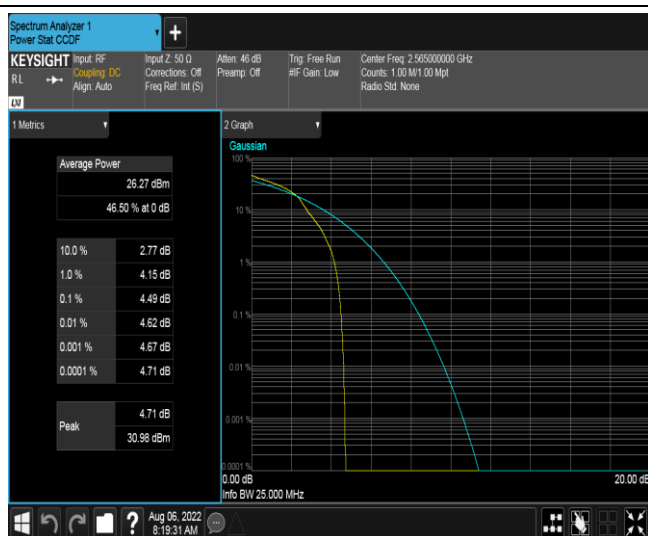 Spectrum Analyzer 1
Power Stat CCDF
+
KEYSIGHT
RL
LXI
Input: RF
Coupling: DC
Align: Auto
Input Z: 50 Ω
Corrections: Off
Freq Ref: Int (S)
Atten: 46 dB
Preamp: Off
Trig: Free Run
#IF Gain: Low
Center Freq: 2.565000000 GHz
Counts: 1.00 M/1.00 Mpt
Radio Std: None
1 Metrics
Average Power
26.27 dBm
46.50 % at 0 dB
10.0 % 2.77 dB
1.0 % 4.15 dB
0.1 % 4.49 dB
0.01 % 4.62 dB
0.001 % 4.67 dB
0.0001 % 4.71 dB
Peak
4.71 dB
30.98 dBm
2 Graph
Gaussian
100 %
10 %
1 %
0.1 %
0.01 %
0.001 %
0.0001 %
0.00 dB 20.00 dB
Info BW 25.000 MHz
?
Aug 06, 2022
8:19:31 AM